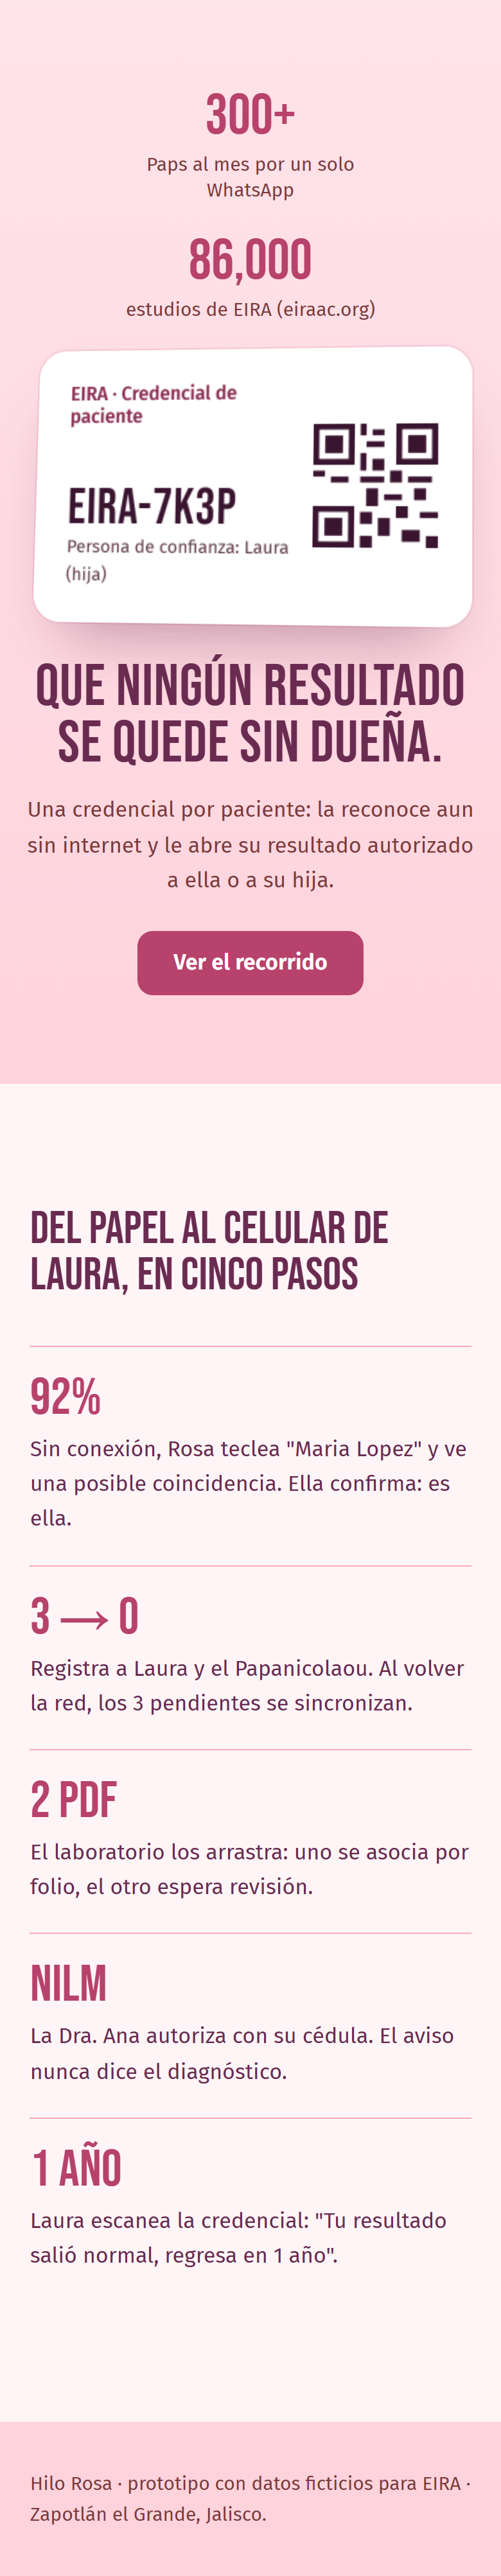 300+
Paps al mes por un solo
WhatsApp
86,000
estudios de EIRA (eiraac.org)
EIRA · Credencial de
paciente
EIRA-7K3P
Persona de confianza: Laura
(hija)
QUE NINGÚN RESULTADO
SE QUEDE SIN DUEÑA.
Una credencial por paciente: la reconoce aun
sin internet y le abre su resultado autorizado
a ella o a su hija.
Ver el recorrido
DEL PAPEL AL CELULAR DE
LAURA, EN CINCO PASOS
92%
Sin conexión, Rosa teclea "Maria Lopez" y ve
una posible coincidencia. Ella confirma: es
ella.
3 → 0
Registra a Laura y el Papanicolaou. Al volver
la red, los 3 pendientes se sincronizan.
2 PDF
El laboratorio los arrastra: uno se asocia por
folio, el otro espera revisión.
NILM
La Dra. Ana autoriza con su cédula. El aviso
nunca dice el diagnóstico.
1 AÑO
Laura escanea la credencial: "Tu resultado
salió normal, regresa en 1 año".
Hilo Rosa · prototipo con datos ficticios para EIRA ·
Zapotlán el Grande, Jalisco.